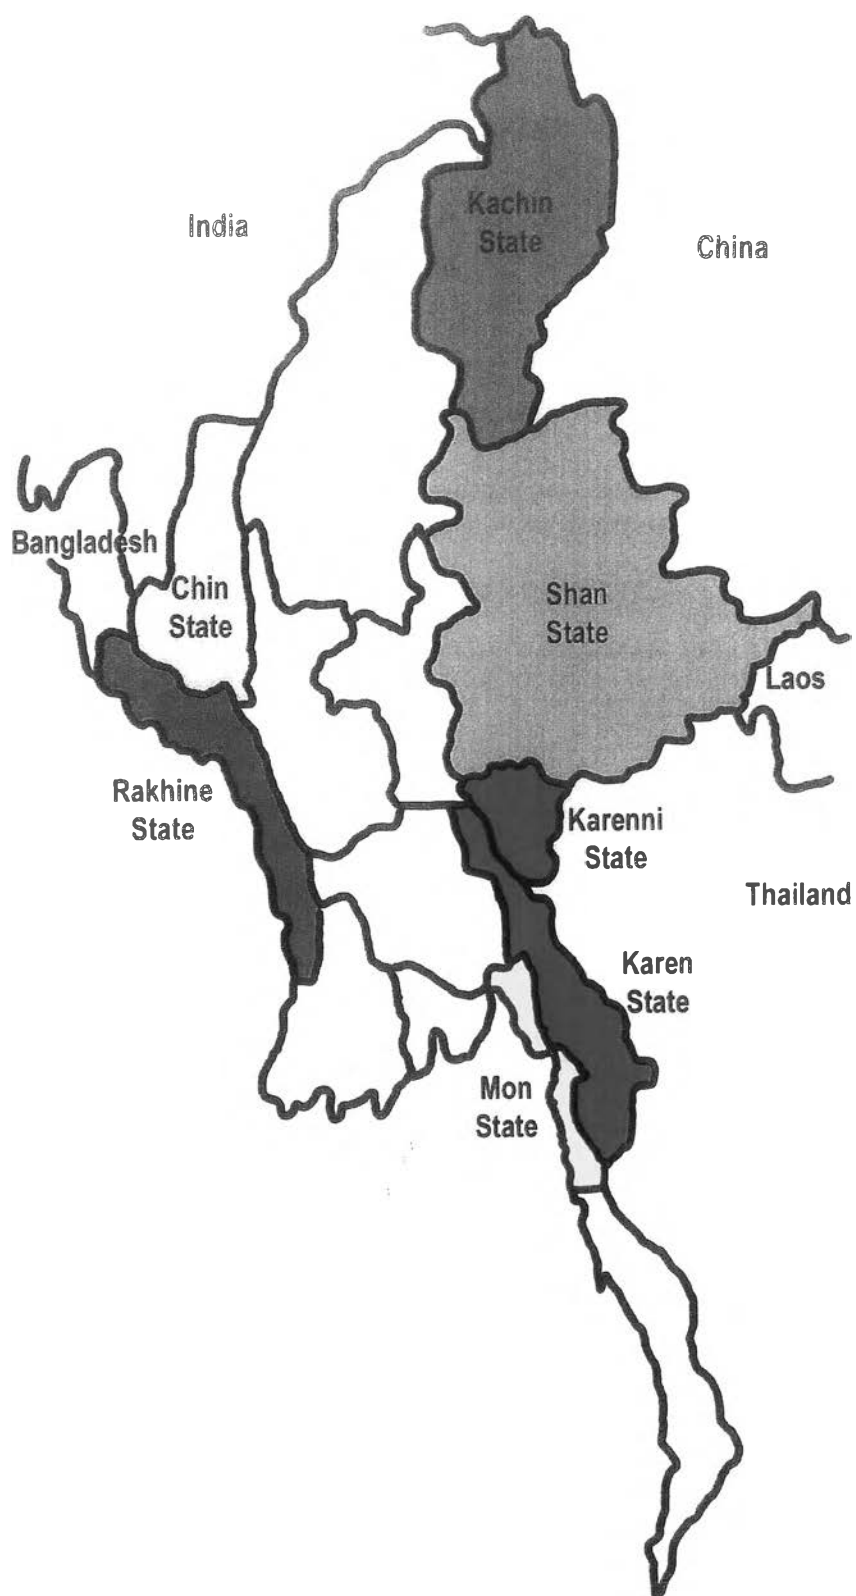 Kachin
State
India
China
Bangladesh
Chin
State
Shan
State
Laos
Rakhine
State
Karenni
State
Thailand
Karen
State
Mon
State